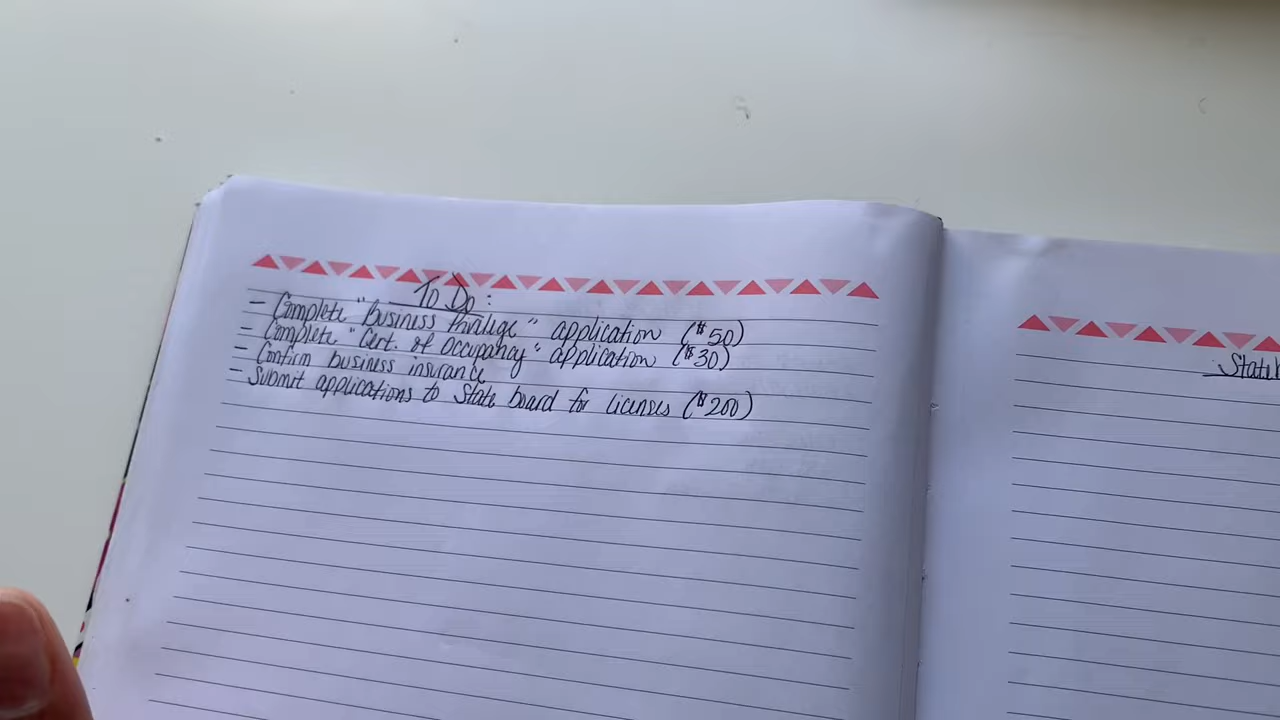 To Do:
- Complete "Business Privilege" application ($50)
- Complete "Cert. of Occupancy" application ($30)
- Confirm business insurance
- Submit applications to State board for licenses ($200)